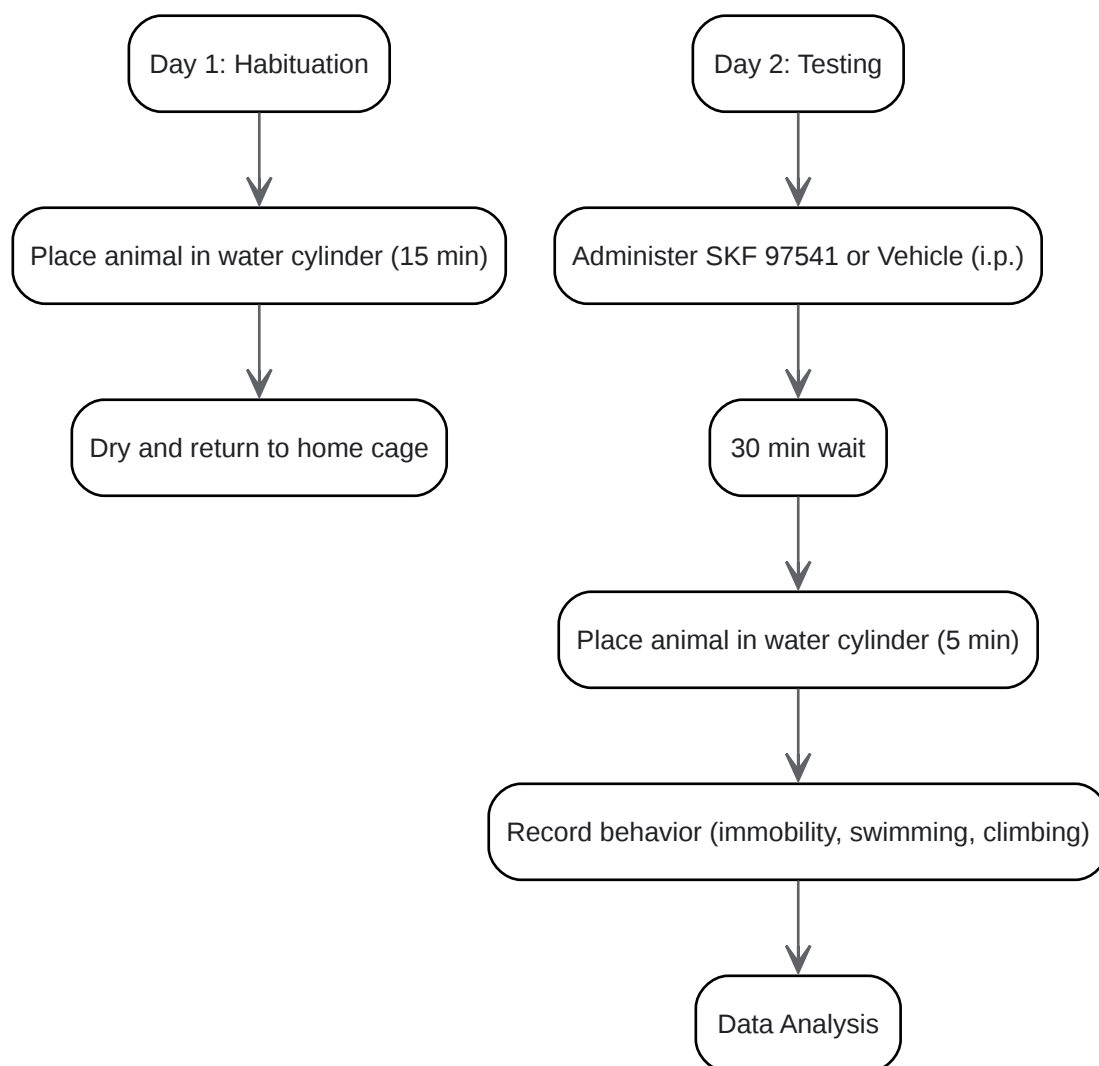 Day 1: Habituation
Place animal in water cylinder (15 min)
Dry and return to home cage
Day 2: Testing
Administer SKF 97541 or Vehicle (i.p.)
30 min wait
Place animal in water cylinder (5 min)
Record behavior (immobility, swimming, climbing)
Data Analysis